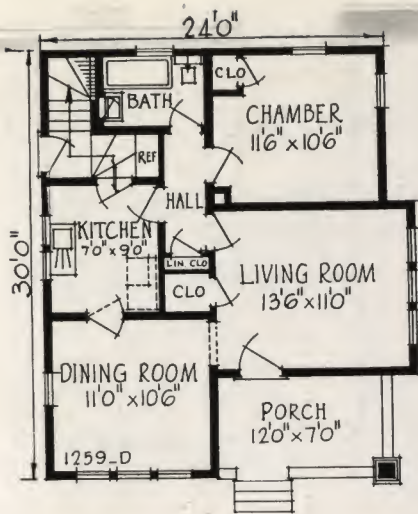 24'0"
CLO
BATH
CHAMBER
11'6" x 10'6"
REF
HALL
30'0"
KITCHEN
7'0" x 9'0"
LIN. CLO
CLO
LIVING ROOM
13'6" x 11'0"
DINING ROOM
11'0" x 10'6"
PORCH
12'0" x 7'0"
1259-D